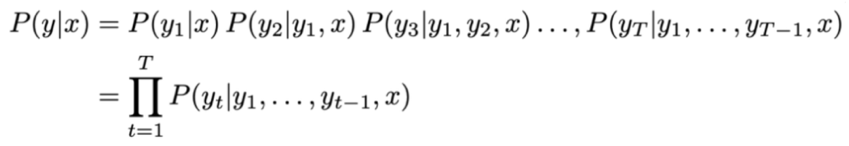 P(y|x) = P(y₁|x) P(y₂|y₁, x) P(y₃|y₁, y₂, x) . . . , P(y_T|y₁, . . . , y_{T−1}, x)
= ∏_{t=1}^{T} P(y_t|y₁, . . . , y_{t−1}, x)